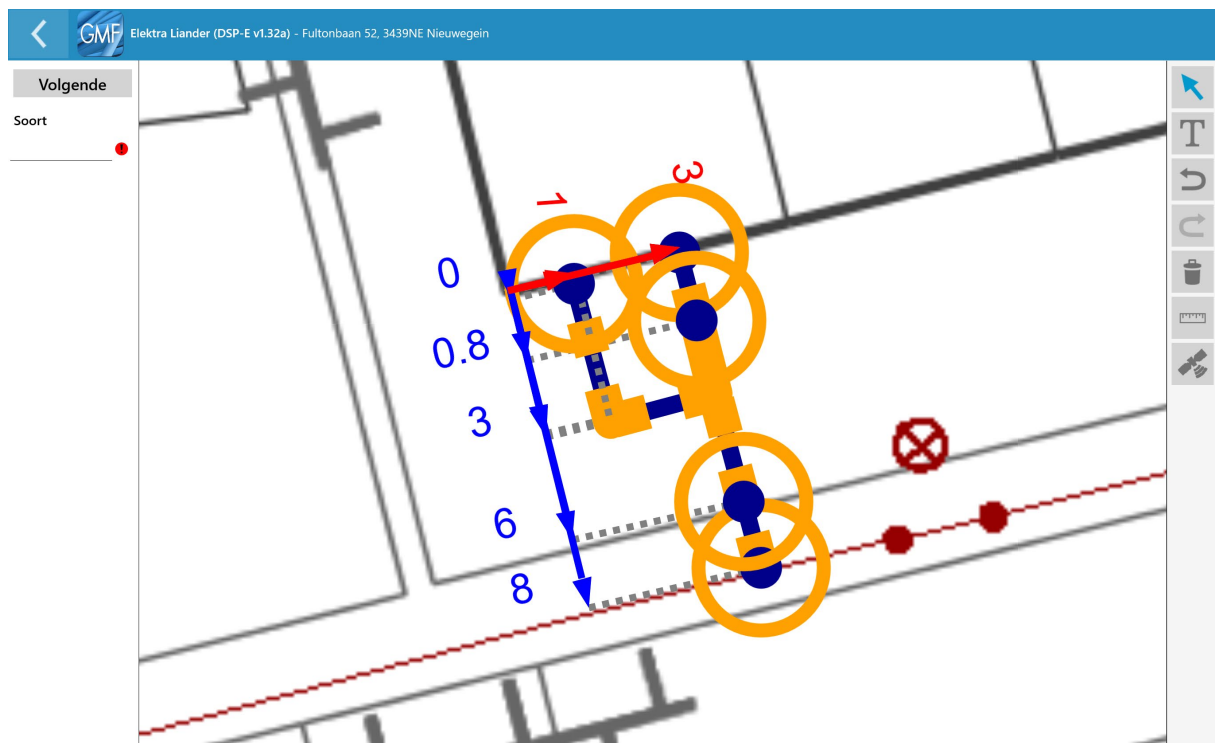 GMF
Elektra Liander (DSP-E v1.32a) - Fultonbaan 52, 3439NE Nieuwegein
Volgende
Soort
1
3
0
0.8
3
6
8
T